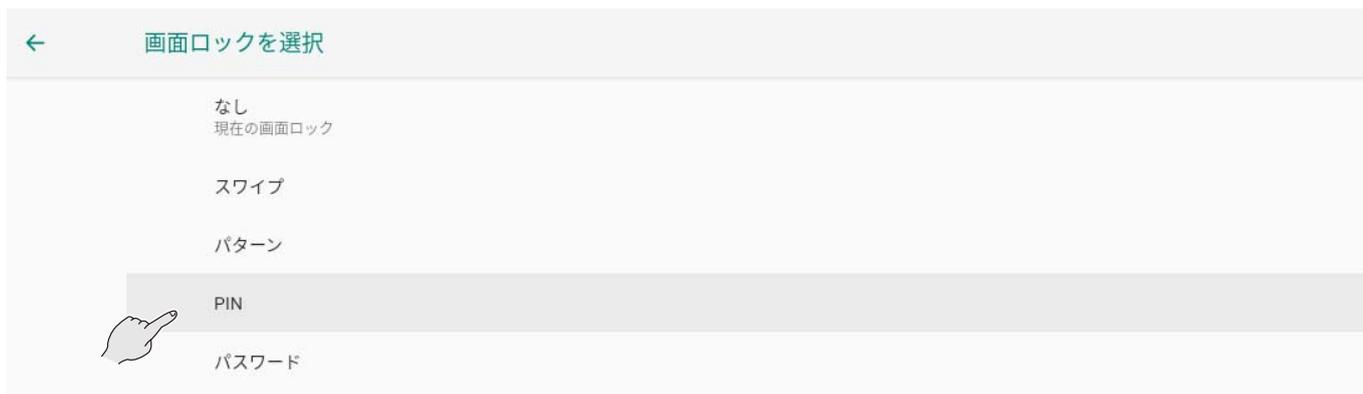 画面ロックを選択
なし
現在の画面ロック
スワイプ
パターン
PIN
パスワード